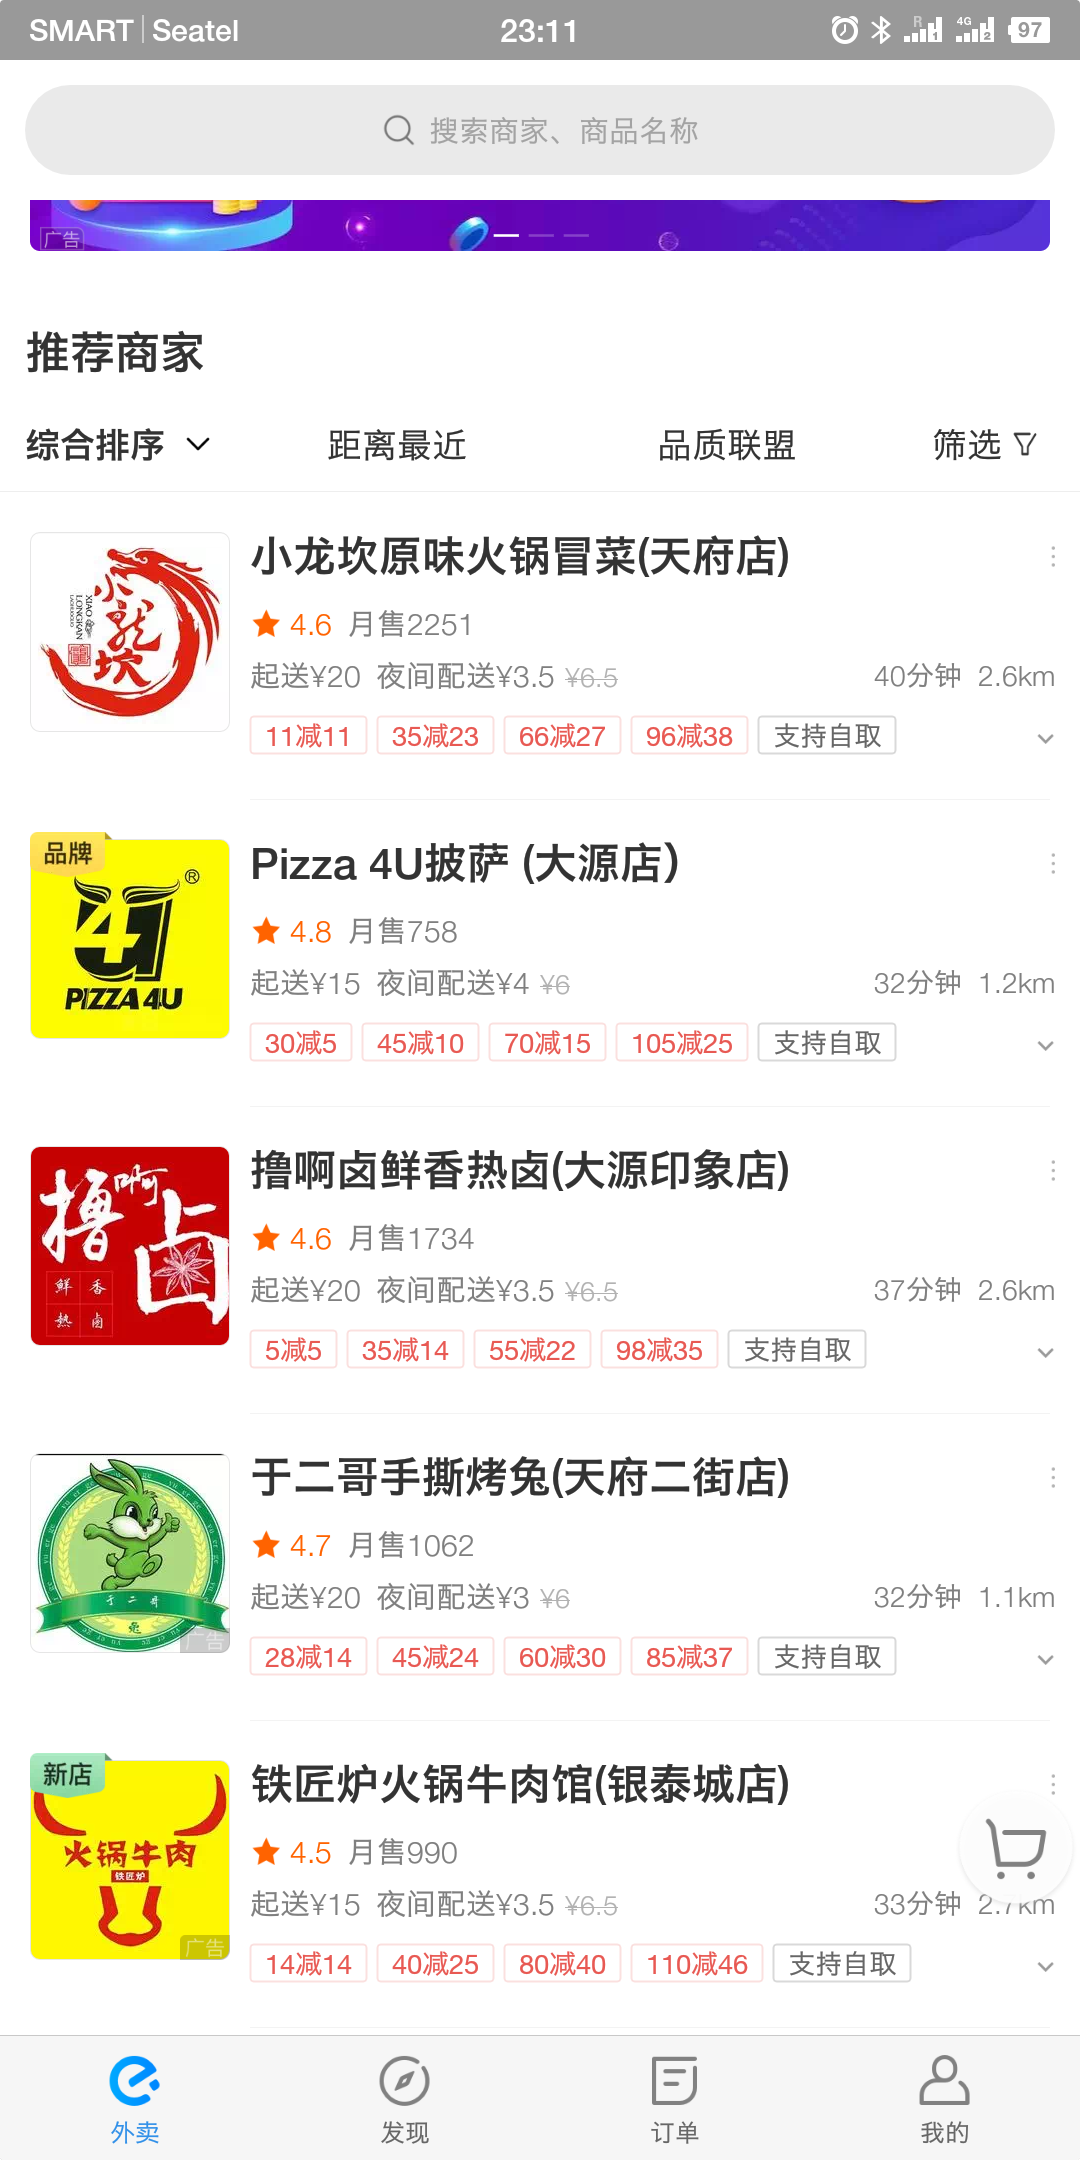 SMART Seatel 23:11 R 1 4G 2 97
搜索商家、商品名称
广告
推荐商家
综合排序 距离最近 品质联盟 筛选
小龙坎 XIAO LONGKAN
小龙坎原味火锅冒菜(天府店)
4.6 月售2251
起送¥20 夜间配送¥3.5 ¥6.5 40分钟 2.6km
11减11 35减23 66减27 96减38 支持自取
品牌
4U ®
PIZZA 4U
Pizza 4U披萨 (大源店)
4.8 月售758
起送¥15 夜间配送¥4 ¥6 32分钟 1.2km
30减5 45减10 70减15 105减25 支持自取
撸啊卤
鲜香
热卤
撸啊卤鲜香热卤(大源印象店)
4.6 月售1734
起送¥20 夜间配送¥3.5 ¥6.5 37分钟 2.6km
5减5 35减14 55减22 98减35 支持自取
于二哥
兔
广告
于二哥手撕烤兔(天府二街店)
4.7 月售1062
起送¥20 夜间配送¥3 ¥6 32分钟 1.1km
28减14 45减24 60减30 85减37 支持自取
新店
火锅牛肉
铁匠炉
广告
铁匠炉火锅牛肉馆(银泰城店)
4.5 月售990
起送¥15 夜间配送¥3.5 ¥6.5 33分钟 2.7km
14减14 40减25 80减40 110减46 支持自取
外卖 发现 订单 我的